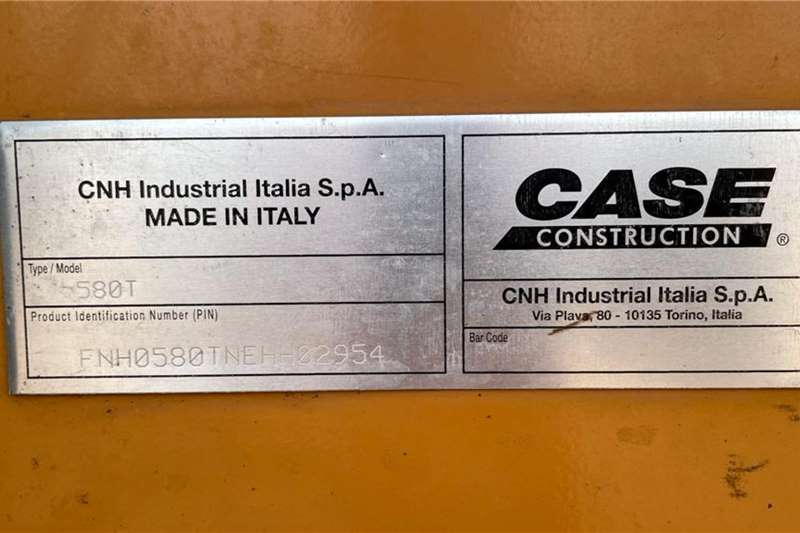 CNH Industrial Italia S.p.A.
MADE IN ITALY
Type / Model
580T
Product Identification Number (PIN)
FNH0580TNEHH02954
CASE
CONSTRUCTION ®
CNH Industrial Italia S.p.A.
Via Plava, 80 - 10135 Torino, Italia
Bar Code